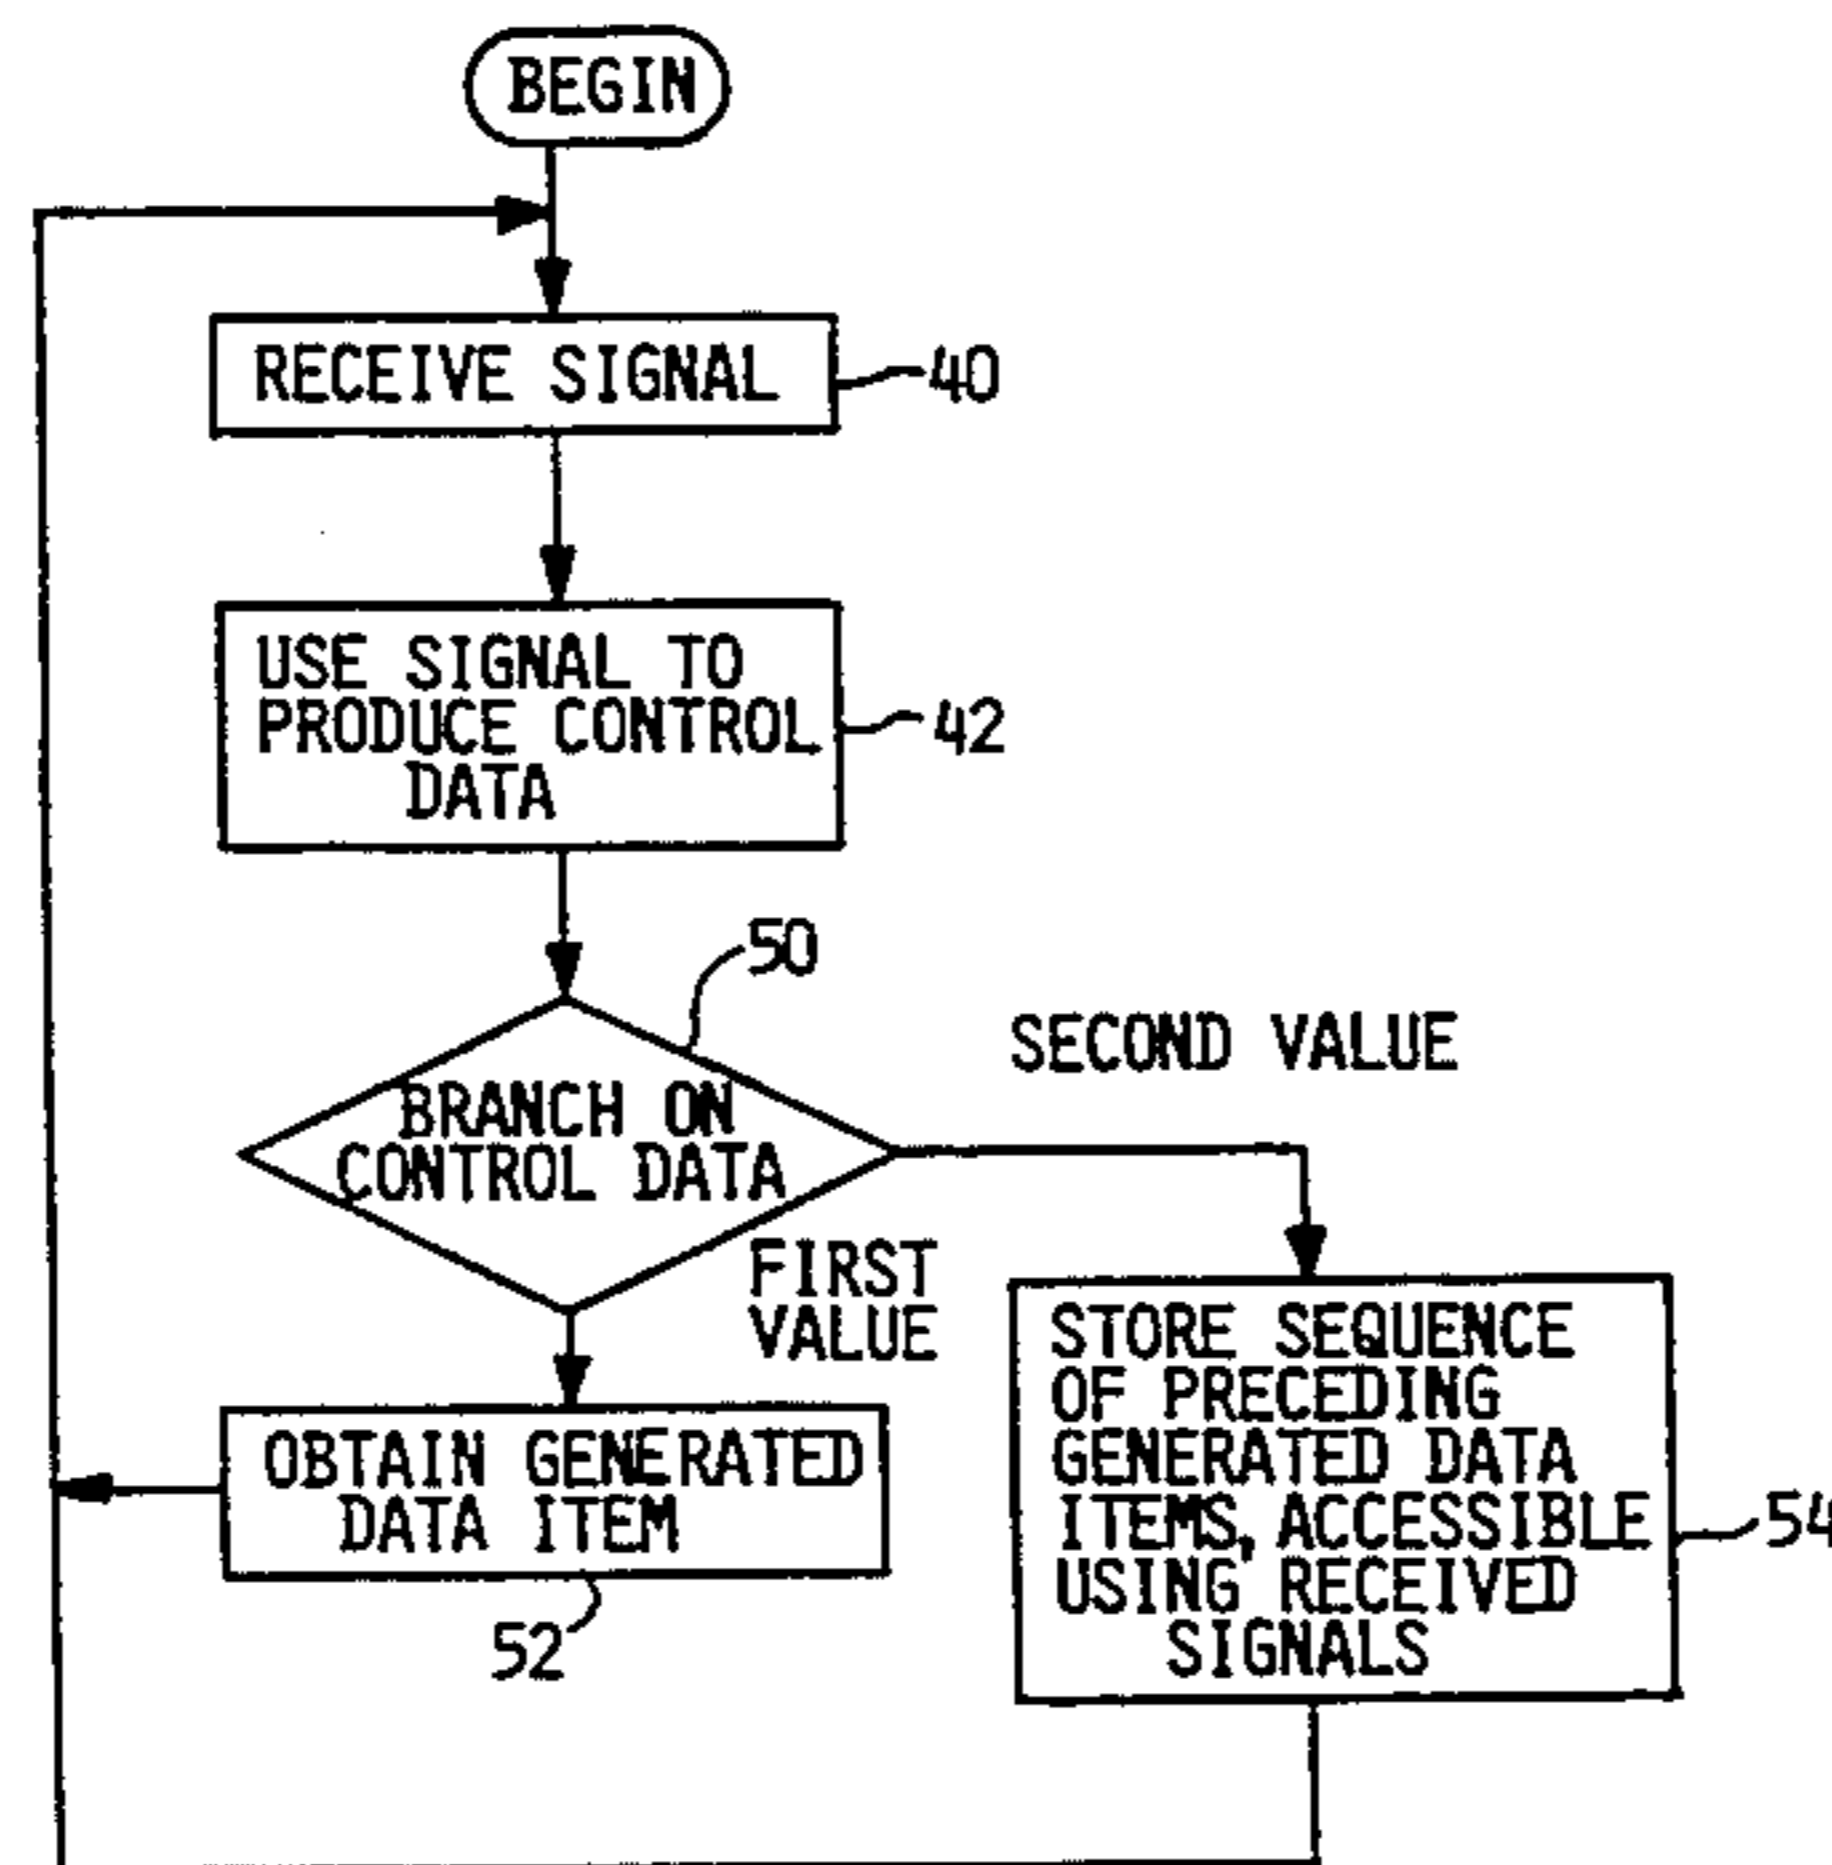 BEGIN
RECEIVE SIGNAL
40
USE SIGNAL TO
PRODUCE CONTROL
DATA
42
50
BRANCH ON
CONTROL DATA
SECOND VALUE
FIRST
VALUE
OBTAIN GENERATED
DATA ITEM
52
STORE SEQUENCE
OF PRECEDING
GENERATED DATA
ITEMS, ACCESSIBLE
USING RECEIVED
SIGNALS
54